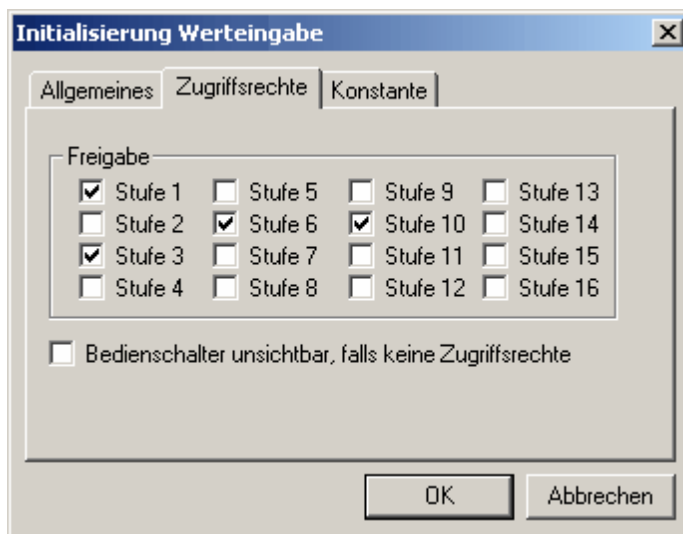 Initialisierung Werteingabe
Allgemeines Zugriffsrechte Konstante
Freigabe
Stufe 1 Stufe 5 Stufe 9 Stufe 13
Stufe 2 Stufe 6 Stufe 10 Stufe 14
Stufe 3 Stufe 7 Stufe 11 Stufe 15
Stufe 4 Stufe 8 Stufe 12 Stufe 16
Bedienschalter unsichtbar, falls keine Zugriffsrechte
OK Abbrechen